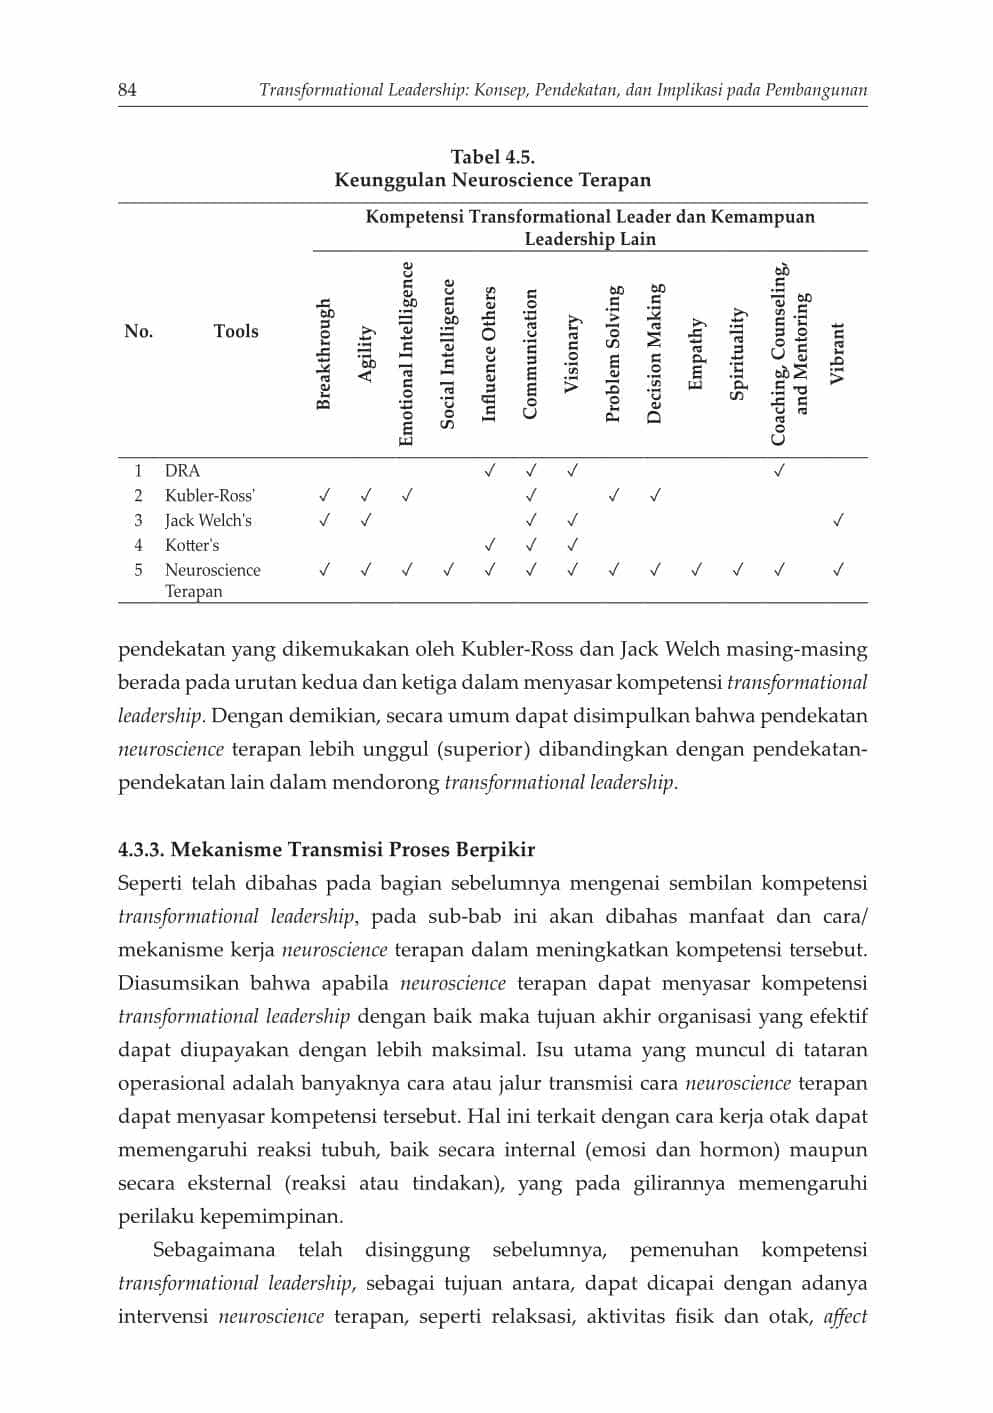 84 Transformational Leadership: Konsep, Pendekatan, dan Implikasi pada Pembangunan
Tabel 4.5.
Keunggulan Neuroscience Terapan
Kompetensi Transformational Leader dan Kemampuan
Leadership Lain
No. Tools Breakthrough Agility Emotional Intelligence Social Intelligence Influence Others Communication Visionary Problem Solving Decision Making Empathy Spirituality Coaching, Counseling, and Mentoring Vibrant
1 DRA ✓ ✓ ✓ ✓
2 Kubler-Ross' ✓ ✓ ✓ ✓ ✓ ✓
3 Jack Welch's ✓ ✓ ✓ ✓ ✓
4 Kotter's ✓ ✓ ✓
5 Neuroscience ✓ ✓ ✓ ✓ ✓ ✓ ✓ ✓ ✓ ✓ ✓ ✓ ✓
Terapan
pendekatan yang dikemukakan oleh Kubler-Ross dan Jack Welch masing-masing
berada pada urutan kedua dan ketiga dalam menyasar kompetensi transformational
leadership. Dengan demikian, secara umum dapat disimpulkan bahwa pendekatan
neuroscience terapan lebih unggul (superior) dibandingkan dengan pendekatan-
pendekatan lain dalam mendorong transformational leadership.
4.3.3. Mekanisme Transmisi Proses Berpikir
Seperti telah dibahas pada bagian sebelumnya mengenai sembilan kompetensi
transformational leadership, pada sub-bab ini akan dibahas manfaat dan cara/
mekanisme kerja neuroscience terapan dalam meningkatkan kompetensi tersebut.
Diasumsikan bahwa apabila neuroscience terapan dapat menyasar kompetensi
transformational leadership dengan baik maka tujuan akhir organisasi yang efektif
dapat diupayakan dengan lebih maksimal. Isu utama yang muncul di tataran
operasional adalah banyaknya cara atau jalur transmisi cara neuroscience terapan
dapat menyasar kompetensi tersebut. Hal ini terkait dengan cara kerja otak dapat
memengaruhi reaksi tubuh, baik secara internal (emosi dan hormon) maupun
secara eksternal (reaksi atau tindakan), yang pada gilirannya memengaruhi
perilaku kepemimpinan.
Sebagaimana telah disinggung sebelumnya, pemenuhan kompetensi
transformational leadership, sebagai tujuan antara, dapat dicapai dengan adanya
intervensi neuroscience terapan, seperti relaksasi, aktivitas fisik dan otak, affect